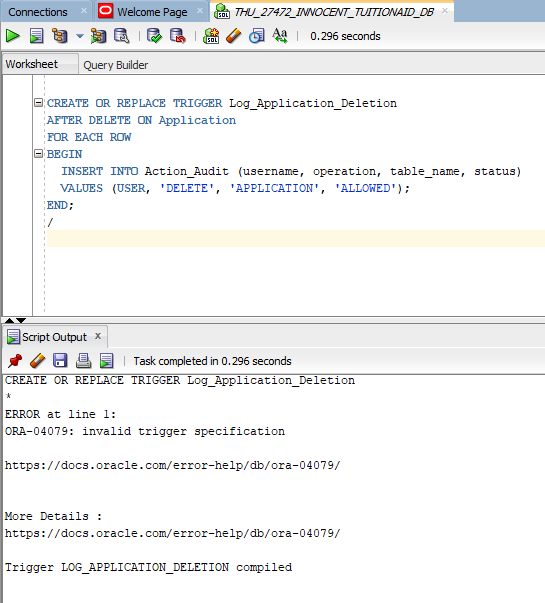 Connections
Welcome Page
THU_27472_INNOCENT_TUITIONAID_DB
SQL
Aa
0.296 seconds
Worksheet
Query Builder
CREATE OR REPLACE TRIGGER Log_Application_Deletion
AFTER DELETE ON Application
FOR EACH ROW
BEGIN
INSERT INTO Action_Audit (username, operation, table_name, status)
VALUES (USER, 'DELETE', 'APPLICATION', 'ALLOWED');
END;
/
Script Output
Task completed in 0.296 seconds
CREATE OR REPLACE TRIGGER Log_Application_Deletion
*
ERROR at line 1:
ORA-04079: invalid trigger specification
https://docs.oracle.com/error-help/db/ora-04079/
More Details :
https://docs.oracle.com/error-help/db/ora-04079/
Trigger LOG_APPLICATION_DELETION compiled